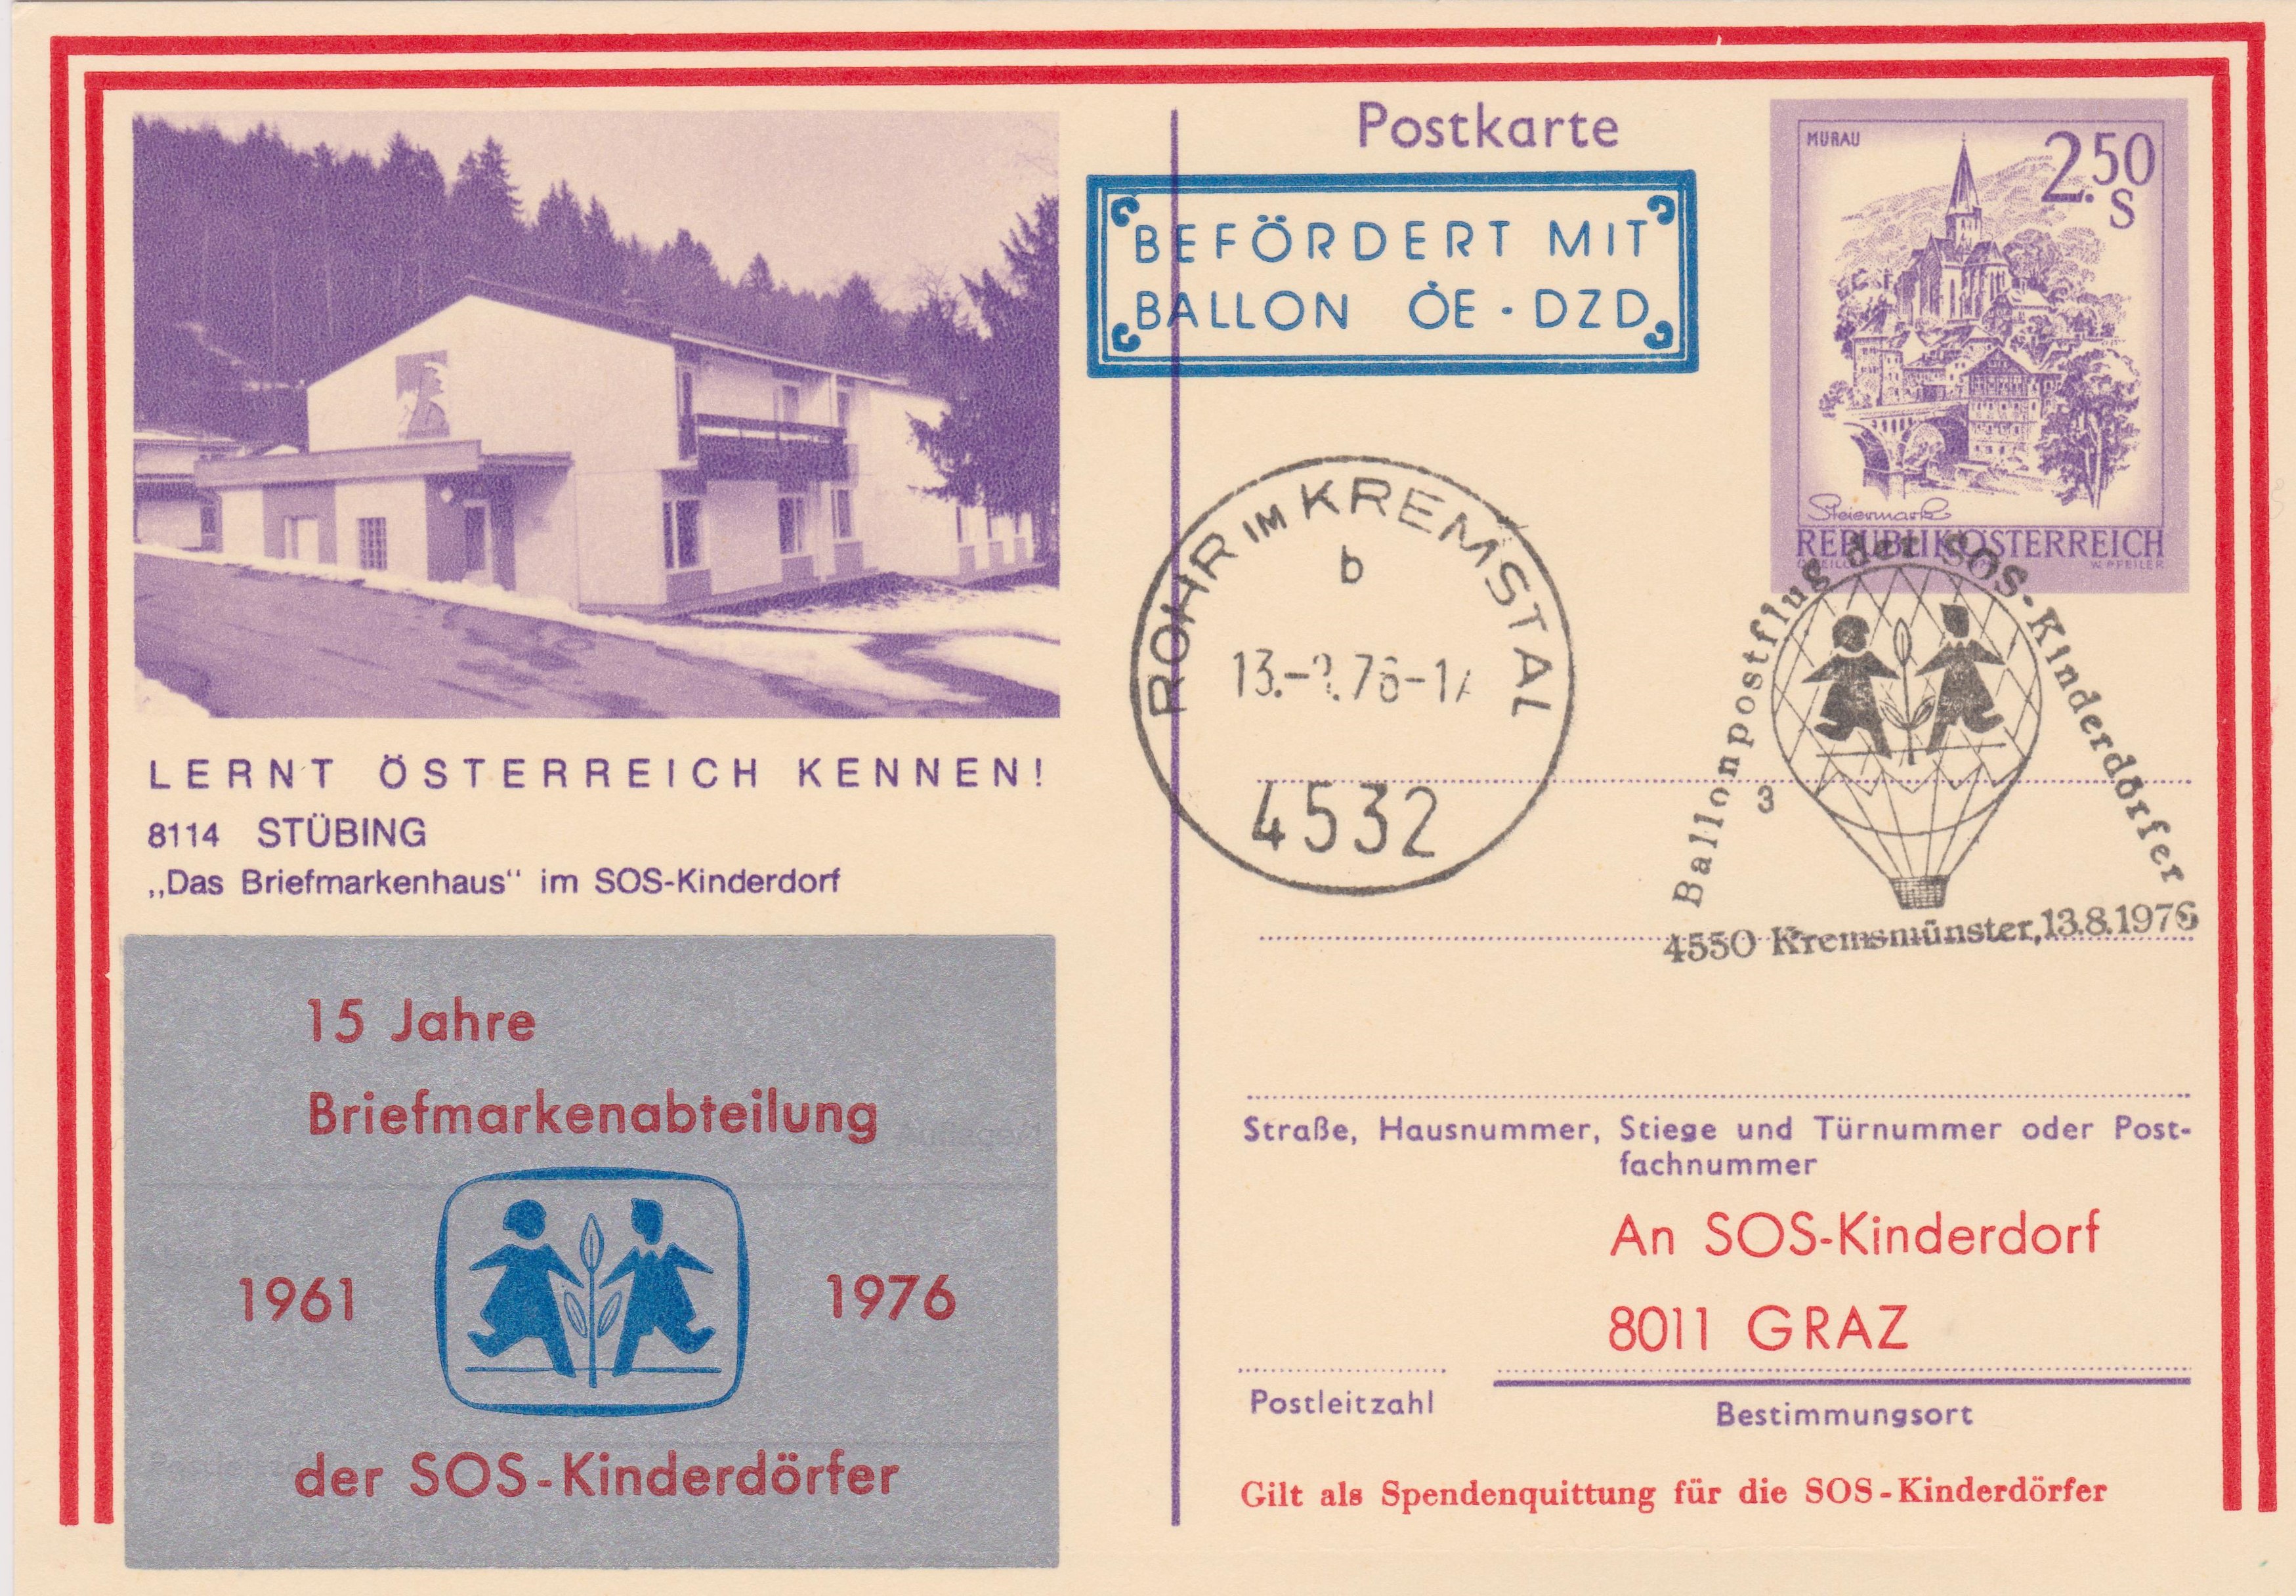 Postkarte
BEFÖRDERT MIT
BALLON ÖE - DZD
MURAU
2.50
S
Steiermark
REPUBLIK ÖSTERREICH
W. PFEILER
LERNT ÖSTERREICH KENNEN!
8114 STÜBING
„Das Briefmarkenhaus“ im SOS-Kinderdorf
ROHR IM KREMSTAL
b
4532
Ballonpostflug der SOS-Kinderdörfer
3
4550 Kremsmünster, 13.8.1976
15 Jahre
Briefmarkenabteilung
1961 1976
der SOS-Kinderdörfer
Straße, Hausnummer, Stiege und Türnummer oder Post-
fachnummer
An SOS-Kinderdorf
8011 GRAZ
Postleitzahl
Bestimmungsort
Gilt als Spendenquittung für die SOS-Kinderdörfer